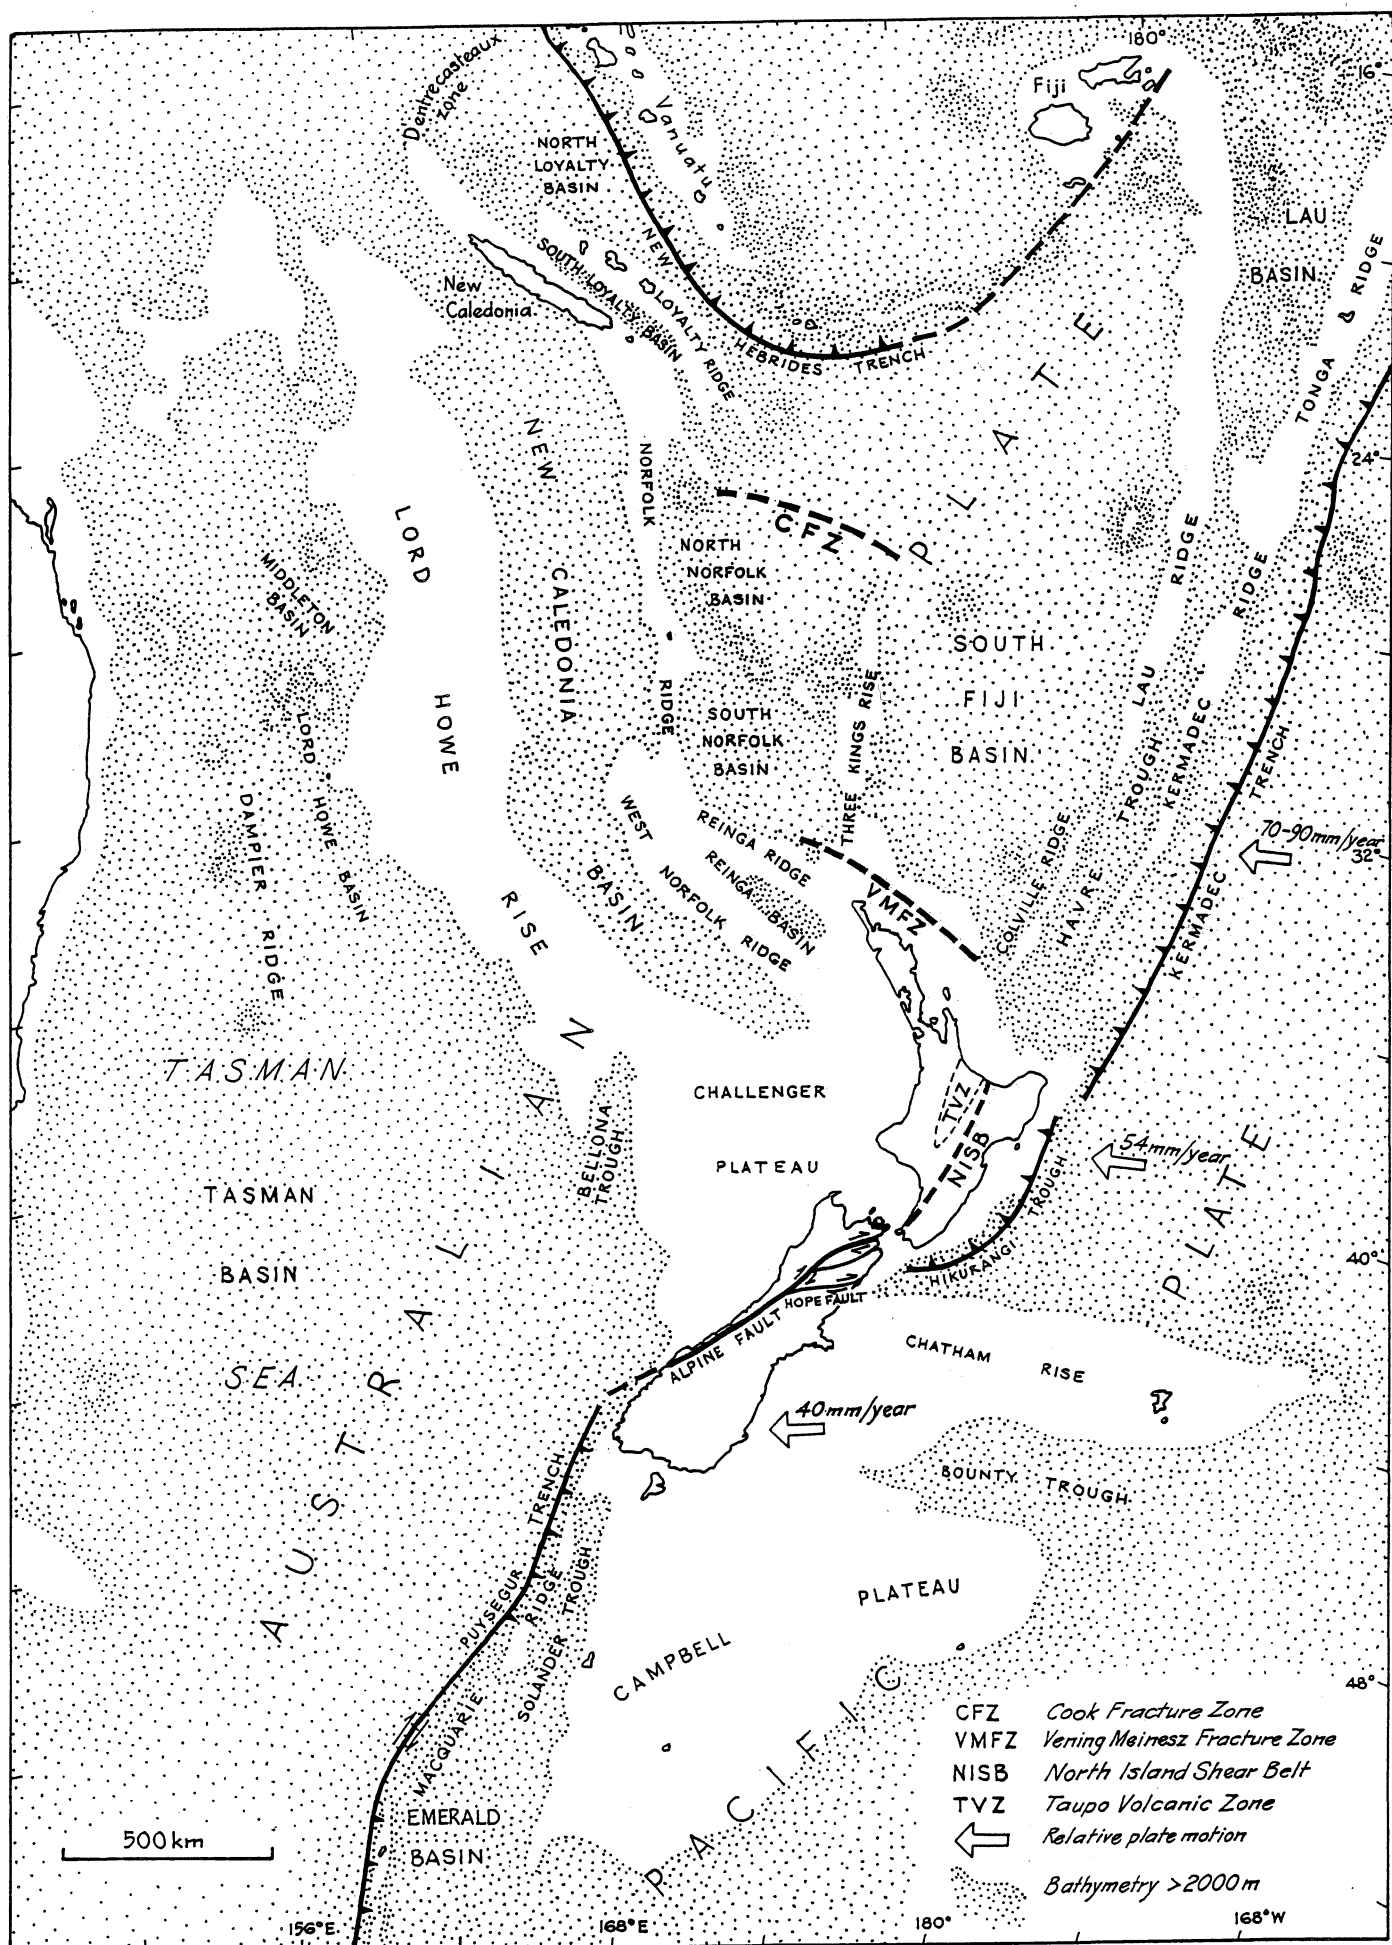 180°
16°
Dentrecasteaux
zone
Fiji
Vanuatu
NORTH
LOYALTY
BASIN
LAU
BASIN
TONGA RIDGE
New
Caledonia
SOUTH LOYALTY BASIN
LOYALTY RIDGE
NEW HEBRIDES TRENCH
24°
NEW CALEDONIA BASIN
NORFOLK RIDGE
LORD HOWE RISE
CFZ
NORTH
NORFOLK
BASIN
MIDDLETON
BASIN
LORD HOWE BASIN
DAMPIER RIDGE
SOUTH
NORFOLK
BASIN
THREE KINGS RISE
SOUTH
FIJI
BASIN
LAU RIDGE
KERMADEC RIDGE
COLVILLE RIDGE
HAVRE TROUGH
KERMADEC TRENCH
70-90mm/year
32°
WEST NORFOLK RIDGE
REINGA RIDGE
REINGA BASIN
VMFZ
TASMAN
SEA
TASMAN
BASIN
BELLONA
TROUGH
CHALLENGER
PLATEAU
TVZ
NISB
54mm/year
HIKURANGI TROUGH
40°
HOPE FAULT
ALPINE FAULT
CHATHAM RISE
40mm/year
BOUNTY TROUGH
AUSTRALIAN PLATE
PACIFIC PLATE
PUYSEGUR TRENCH
MACQUARIE RIDGE
SOLANDER TROUGH
CAMPBELL PLATEAU
48°
EMERALD
BASIN
500km
CFZ Cook Fracture Zone
VMFZ Vening Meinesz Fracture Zone
NISB North Island Shear Belt
TVZ Taupo Volcanic Zone
Relative plate motion
Bathymetry >2000m
156°E
168°E
180°
168°W